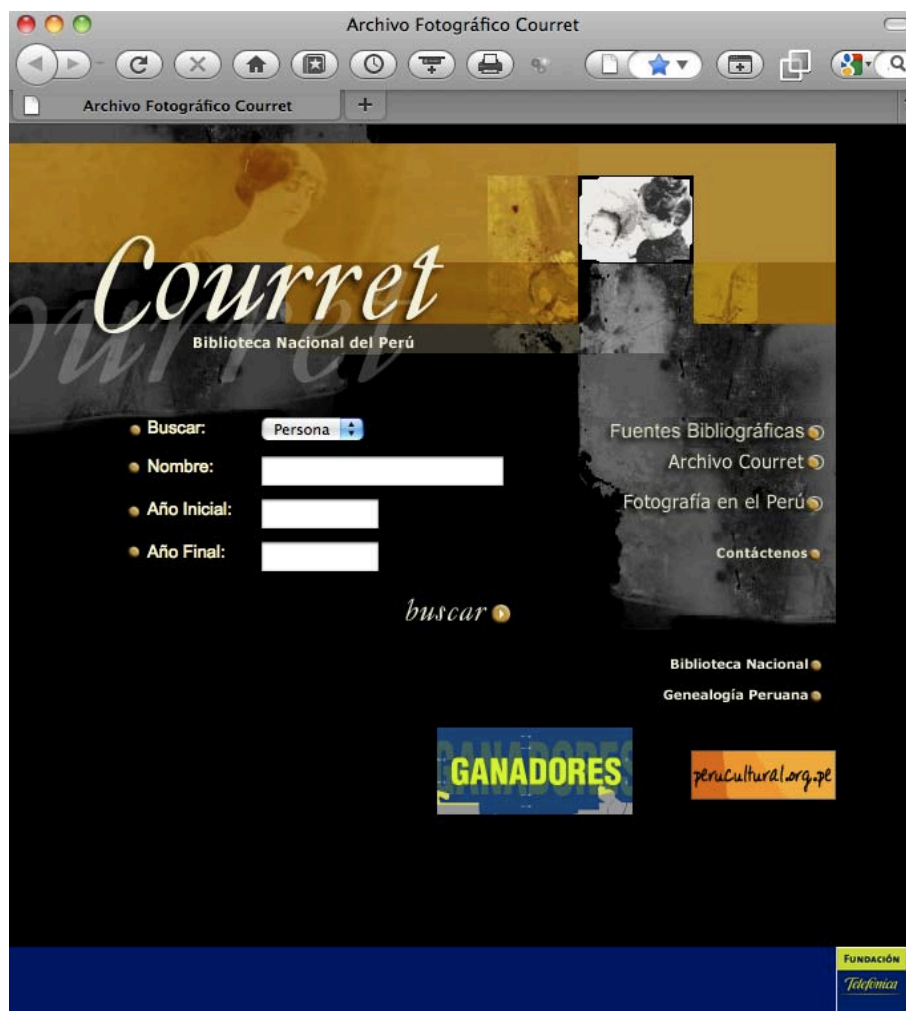 Archivo Fotográfico Courret
Archivo Fotográfico Courret
Courret
ourret
Biblioteca Nacional del Perú
Buscar: Persona
Nombre:
Año Inicial:
Año Final:
buscar
Fuentes Bibliográficas
Archivo Courret
Fotografía en el Perú
Contáctenos
Biblioteca Nacional
Genealogía Peruana
GANADORES
GANADORES
perucultural.org.pe
FUNDACIÓN
Telefónica